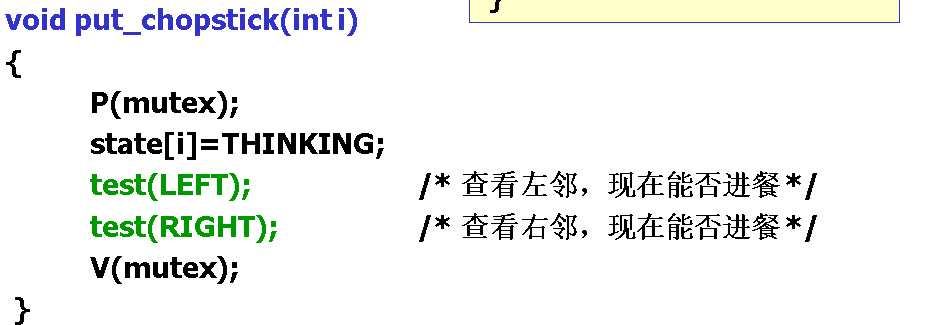 }
void put_chopstick(int i)
{
P(mutex);
state[i]=THINKING;
test(LEFT); /* 查看左邻，现在能否进餐*/
test(RIGHT); /* 查看右邻，现在能否进餐*/
V(mutex);
}